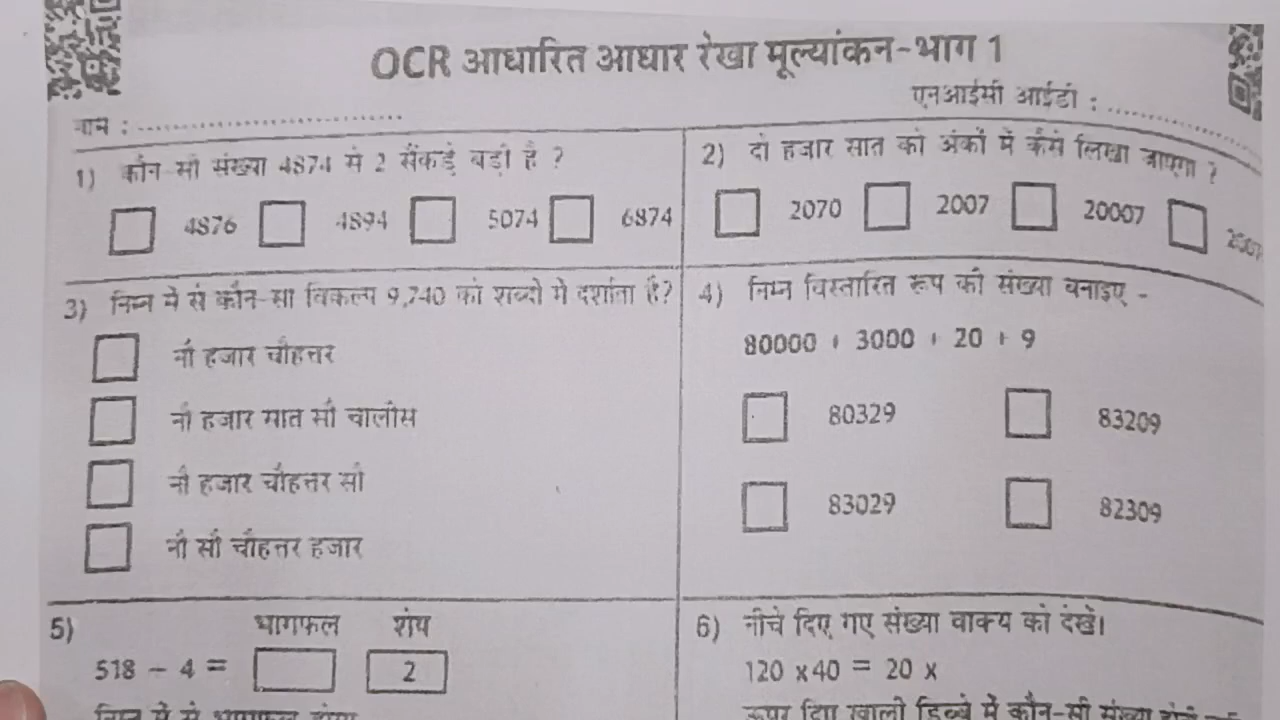 OCR आधारित आधार रेखा मूल्यांकन-भाग 1
एनआईसी आईडी : ....................
नाम : ....................
1) कौन सी संख्या 4874 से 2 सैंकड़े बड़ी है ?
4876 4894 5074 6874
2) दो हजार सात को अंकों में कैसे लिखा जाएगा ?
2070 2007 20007
3) निम्न में से कौन-सा विकल्प 9,740 को शब्दों में दर्शाता है?
नौ हजार चौहत्तर
नौ हजार सात सौ चालीस
नौ हजार चौहत्तर सौ
नौ सौ चौहत्तर हजार
4) निम्न विस्तारित रूप की संख्या बनाइए -
80000 + 3000 + 20 + 9
80329 83209
83029 82309
5) भागफल शेष
518 − 4 = 2
निम्न में से भागफल होगा
6) नीचे दिए गए संख्या वाक्य को देखें।
120 x 40 = 20 x
ऊपर दिए खाली डिब्बे में कौन-सी संख्या